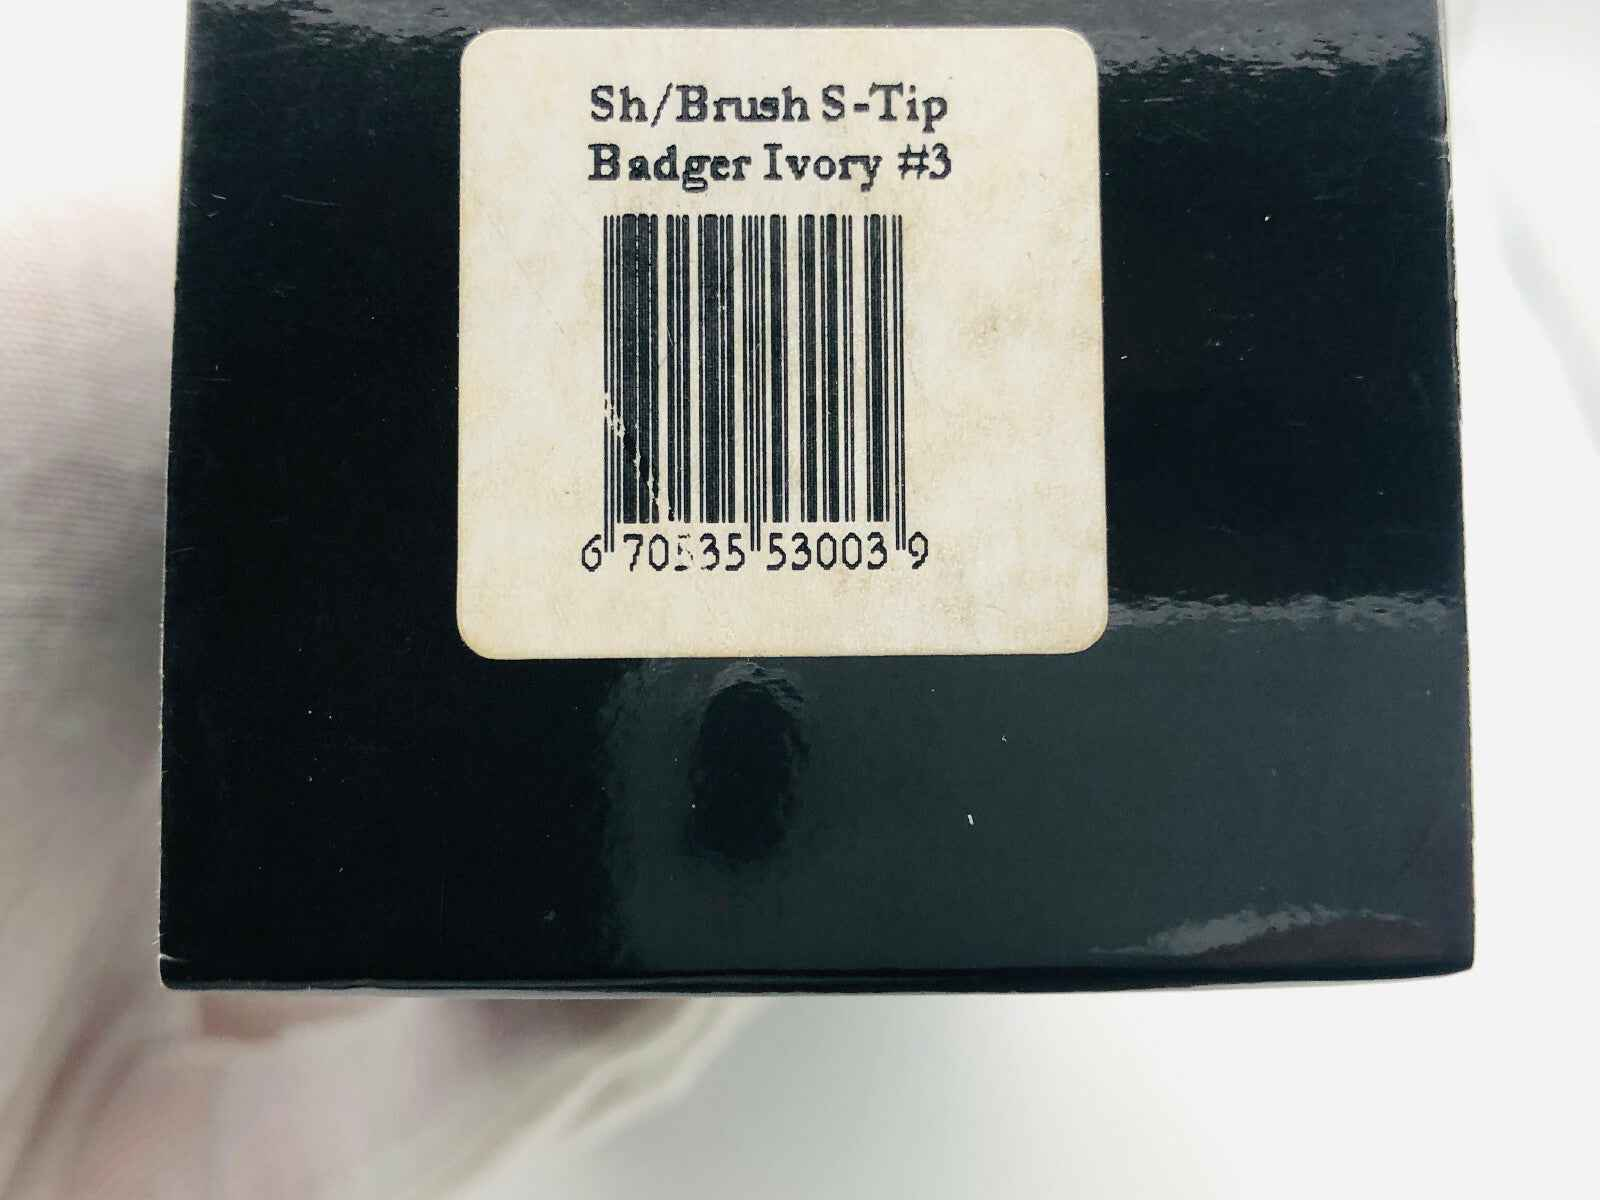 Sh/Brush S-Tip
Badger Ivory #3
6 70535 53003 9